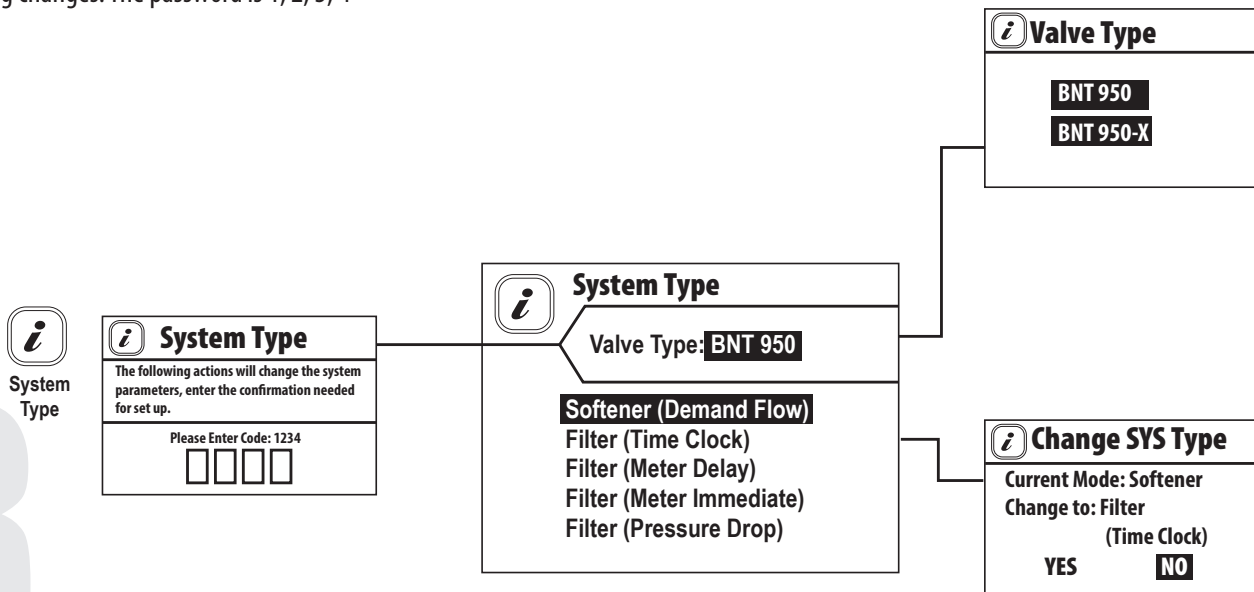 changes. The password is 1, 2, 3, 4
System
Type
System Type
The following actions will change the system
parameters, enter the confirmation needed
for set up.
Please Enter Code: 1234
System Type
Valve Type: BNT 950
Softener (Demand Flow)
Filter (Time Clock)
Filter (Meter Delay)
Filter (Meter Immediate)
Filter (Pressure Drop)
Valve Type
BNT 950
BNT 950-X
Change SYS Type
Current Mode: Softener
Change to: Filter
(Time Clock)
YES NO